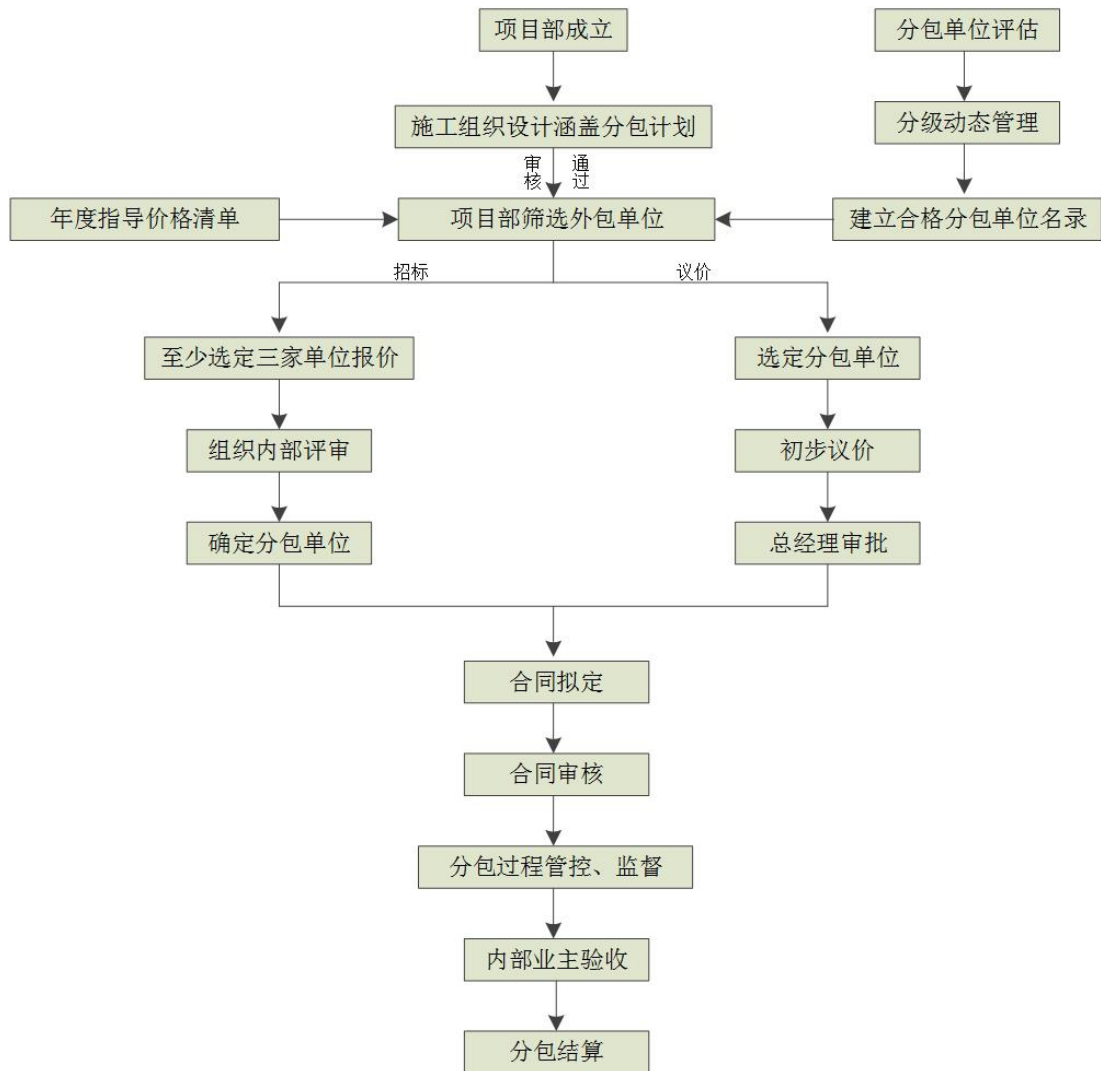 项目部成立
分包单位评估
施工组织设计涵盖分包计划
分级动态管理
审核
通过
年度指导价格清单
项目部筛选外包单位
建立合格分包单位名录
招标
议价
至少选定三家单位报价
选定分包单位
组织内部评审
初步议价
确定分包单位
总经理审批
合同拟定
合同审核
分包过程管控、监督
内部业主验收
分包结算